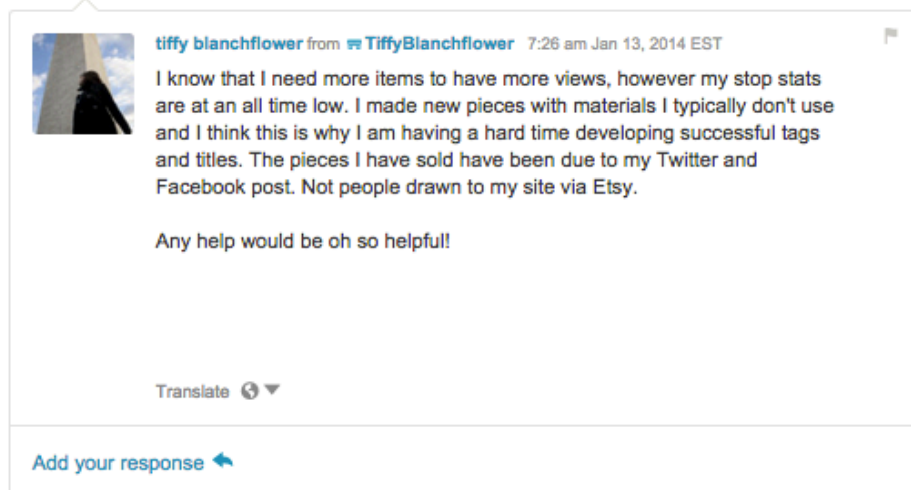 tiffy blanchflower from TiffyBlanchflower 7:26 am Jan 13, 2014 EST
I know that I need more items to have more views, however my stop stats
are at an all time low. I made new pieces with materials I typically don't use
and I think this is why I am having a hard time developing successful tags
and titles. The pieces I have sold have been due to my Twitter and
Facebook post. Not people drawn to my site via Etsy.
Any help would be oh so helpful!
Translate
Add your response